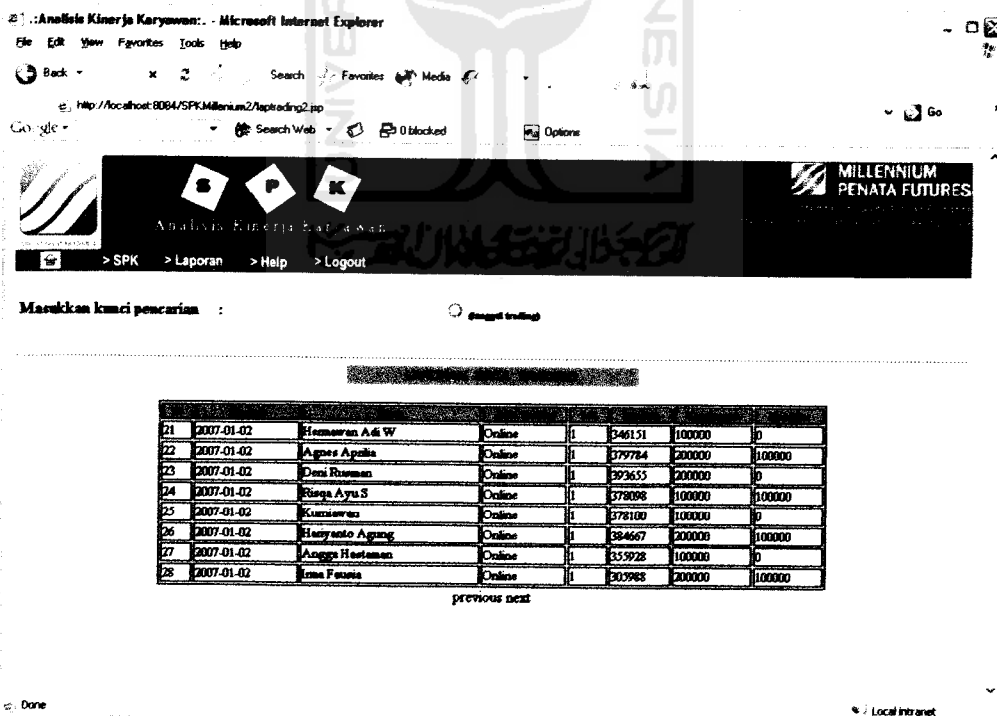 .:Analisis Kinerja Karyawan:. - Microsoft Internet Explorer
File Edit View Favorites Tools Help
Back Search Favorites Media
http://localhost:8084/SPKMillenium2/laptrading2.jsp Go
Google Search Web 0 blocked Options
S P K
MILLENNIUM
PENATA FUTURES
Analisis Kinerja Karyawan
> SPK > Laporan > Help > Logout
Masukkan kunci pencarian : (tanggal trading)
21 2007-01-02 Hermawan Adi W Online 1 346151 100000 0
22 2007-01-02 Agnes Aprilia Online 1 379784 200000 100000
23 2007-01-02 Deni Rusman Online 1 393655 200000 0
24 2007-01-02 Risqa Ayu S Online 1 378098 100000 100000
25 2007-01-02 Kurniawan Online 1 378100 100000 0
26 2007-01-02 Hariyanto Agung Online 1 384667 200000 100000
27 2007-01-02 Angga Hastaman Online 1 355928 100000 0
28 2007-01-02 Irma Fausia Online 1 305988 200000 100000
previous next
Done Local intranet